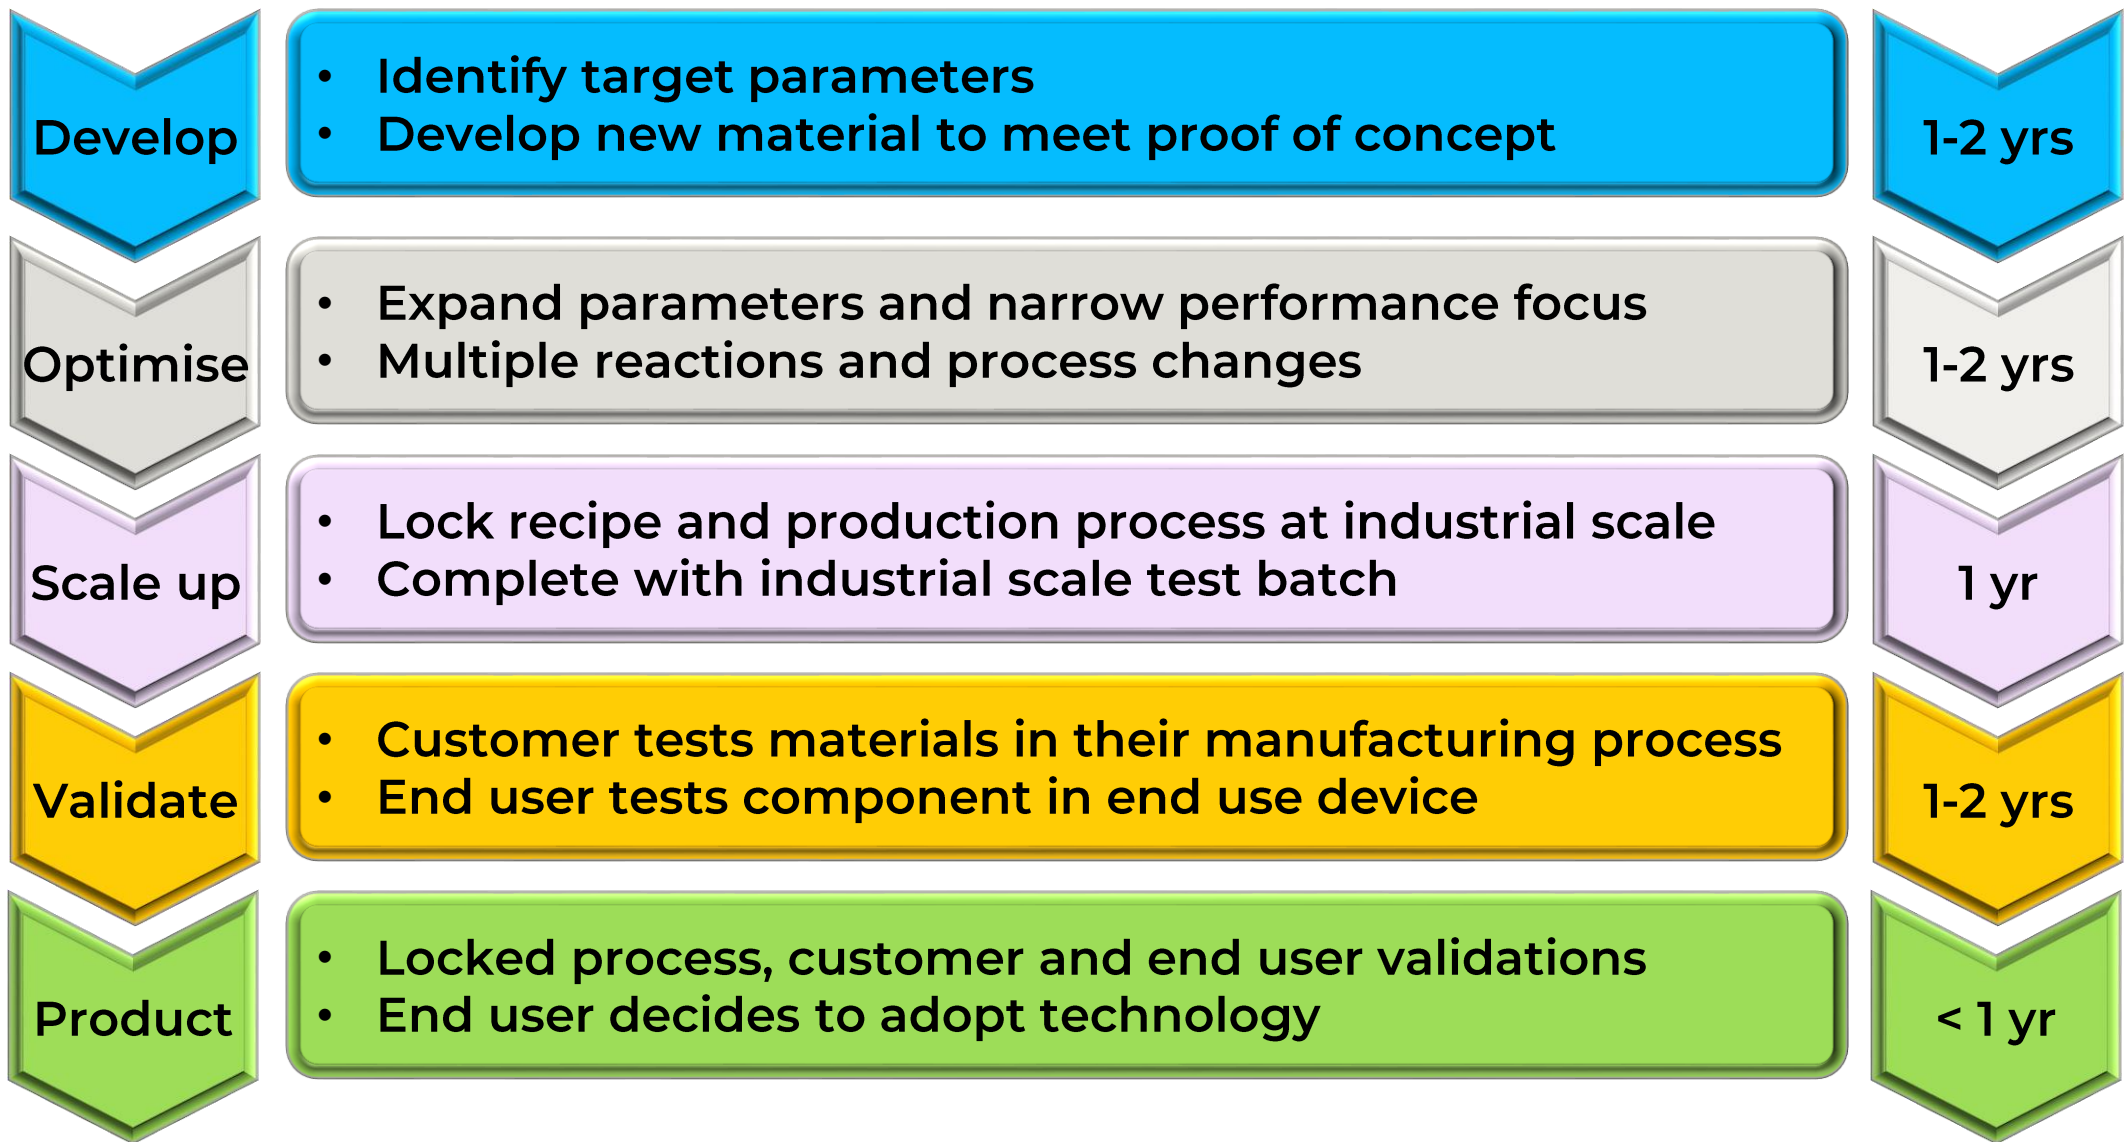 Develop
• Identify target parameters
• Develop new material to meet proof of concept
1-2 yrs
Optimise
• Expand parameters and narrow performance focus
• Multiple reactions and process changes
1-2 yrs
Scale up
• Lock recipe and production process at industrial scale
• Complete with industrial scale test batch
1 yr
Validate
• Customer tests materials in their manufacturing process
• End user tests component in end use device
1-2 yrs
Product
• Locked process, customer and end user validations
• End user decides to adopt technology
< 1 yr